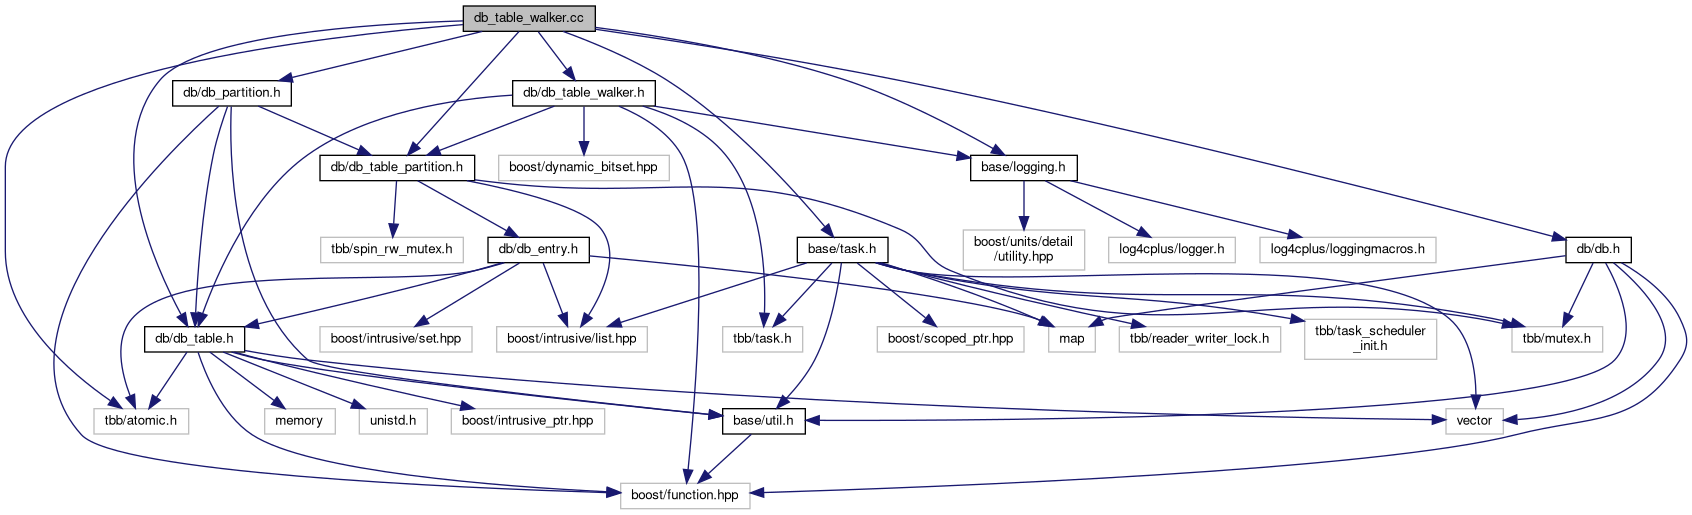 db_table_walker.cc
db/db_partition.h
db/db_table_walker.h
db/db_table_partition.h
boost/dynamic_bitset.hpp
base/logging.h
tbb/spin_rw_mutex.h
db/db_entry.h
base/task.h
boost/units/detail
/utility.hpp
log4cplus/logger.h
log4cplus/loggingmacros.h
db/db.h
db/db_table.h
boost/intrusive/set.hpp
boost/intrusive/list.hpp
tbb/task.h
boost/scoped_ptr.hpp
map
tbb/reader_writer_lock.h
tbb/task_scheduler
_init.h
tbb/mutex.h
tbb/atomic.h
memory
unistd.h
boost/intrusive_ptr.hpp
base/util.h
vector
boost/function.hpp